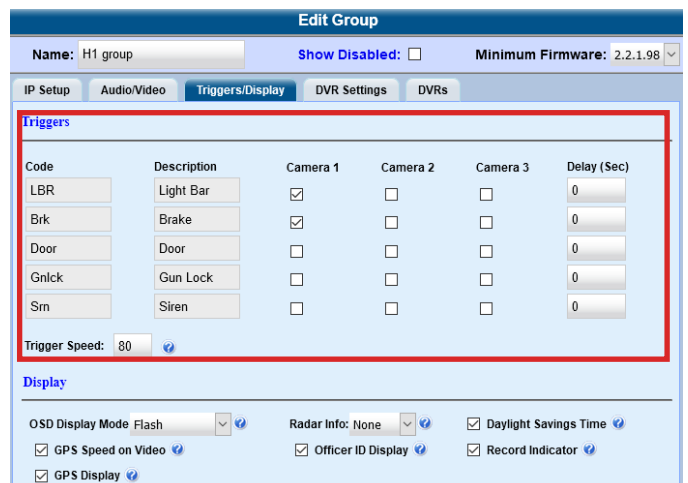 Edit Group
Name: H1 group Show Disabled: Minimum Firmware: 2.2.1.98
IP Setup Audio/Video Triggers/Display DVR Settings DVRs
Triggers
Code Description Camera 1 Camera 2 Camera 3 Delay (Sec)
LBR Light Bar 0
Brk Brake 0
Door Door 0
Gnlck Gun Lock 0
Srn Siren 0
Trigger Speed: 80 ?
Display
OSD Display Mode Flash ? Radar Info: None ? Daylight Savings Time ?
GPS Speed on Video ? Officer ID Display ? Record Indicator ?
GPS Display ?